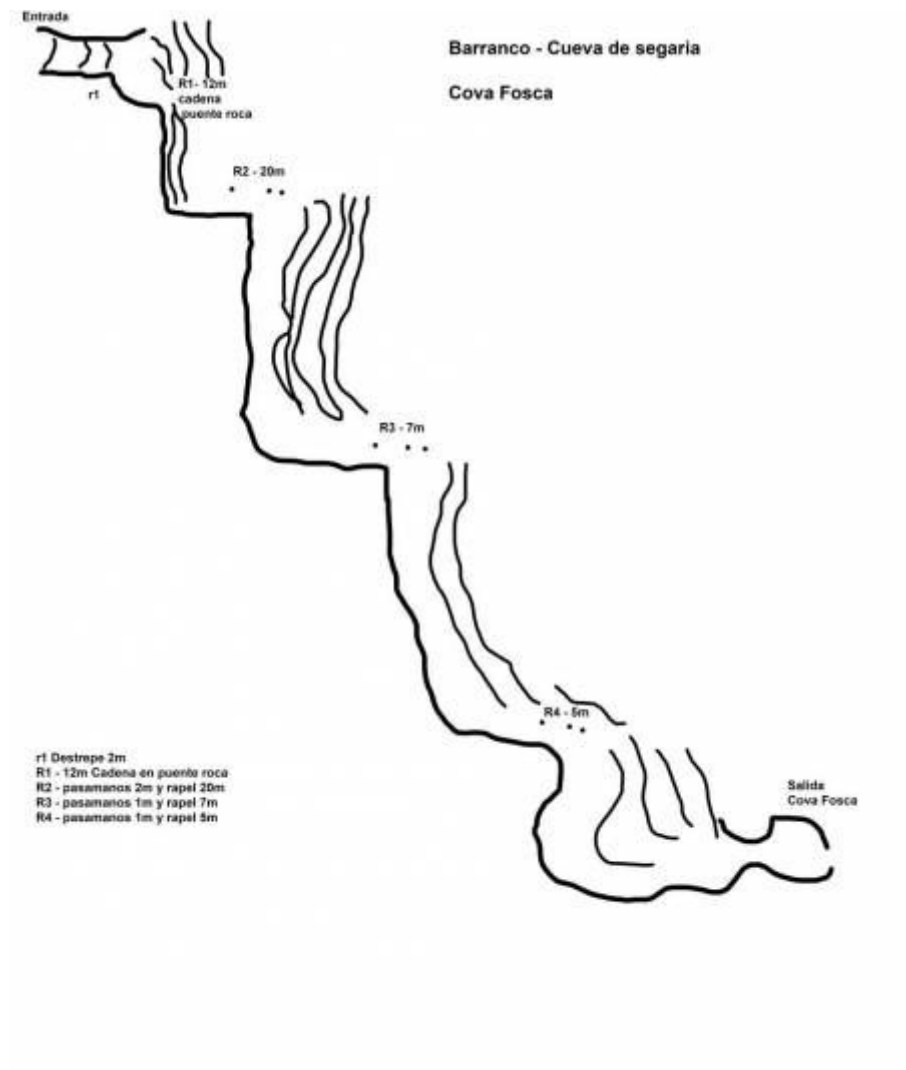 Entrada
Barranco - Cueva de segaria
Cova Fosca
r1
R1- 12m
cadena
puente roca
R2 - 20m
R3 - 7m
R4 - 5m
r1 Destrepe 2m
R1 - 12m Cadena en puente roca
R2 - pasamanos 2m y rapel 20m
R3 - pasamanos 1m y rapel 7m
R4 - pasamanos 1m y rapel 5m
Salida
Cova Fosca